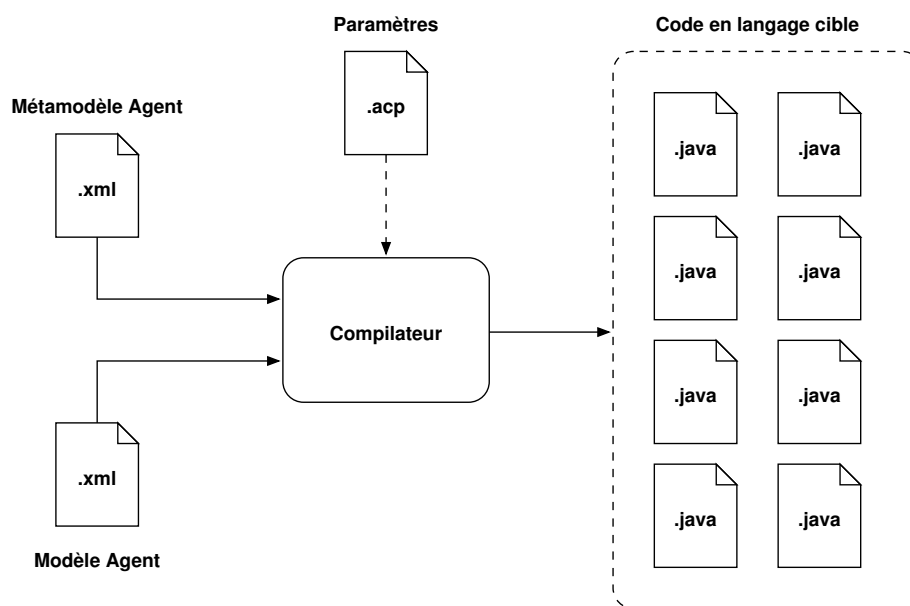 Paramètres
Code en langage cible
Métamodèle Agent
.acp
.xml
.java
.java
.java
.java
Compilateur
.java
.java
.xml
.java
.java
Modèle Agent